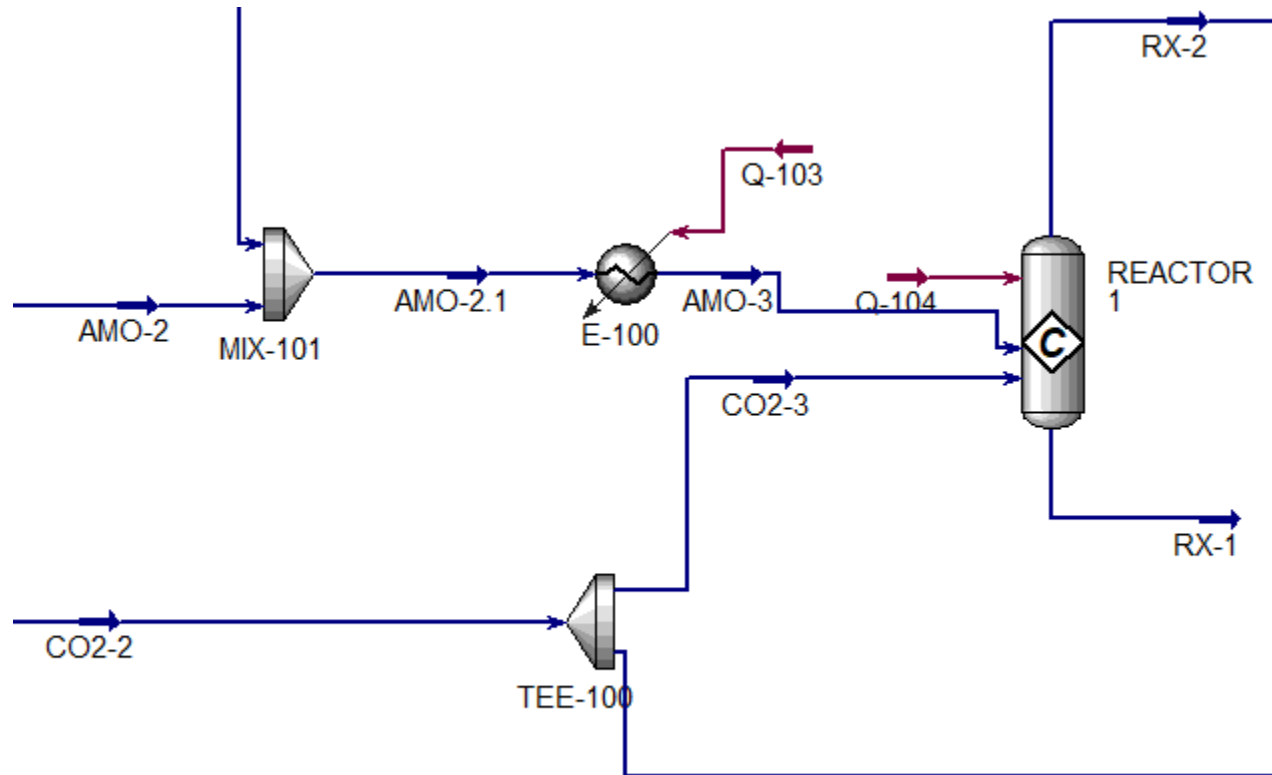 RX-2
Q-103
AMO-2
MIX-101
AMO-2.1
E-100
AMO-3
Q-104
REACTOR
1
C
CO2-3
RX-1
CO2-2
TEE-100